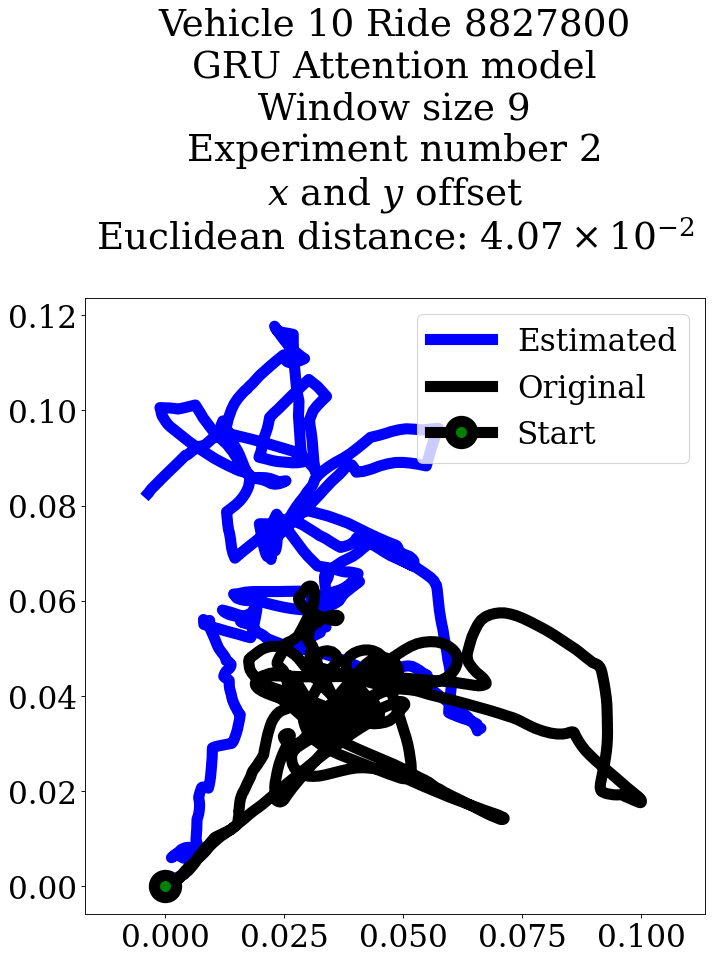 Vehicle 10 Ride 8827800
GRU Attention model
Window size 9
Experiment number 2
x and y offset
Euclidean distance: 4.07 × 10⁻²
0.12
0.10
0.08
0.06
0.04
0.02
0.00
Estimated
Original
Start
0.000 0.025 0.050 0.075 0.100